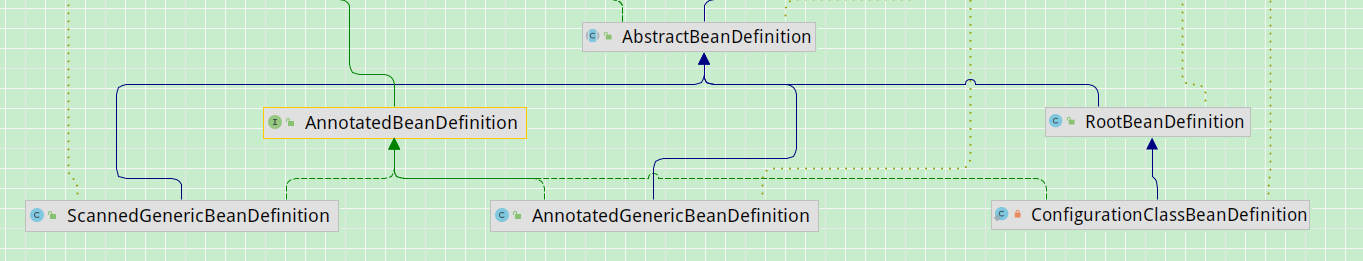 AbstractBeanDefinition
AnnotatedBeanDefinition
RootBeanDefinition
ScannedGenericBeanDefinition
AnnotatedGenericBeanDefinition
ConfigurationClassBeanDefinition